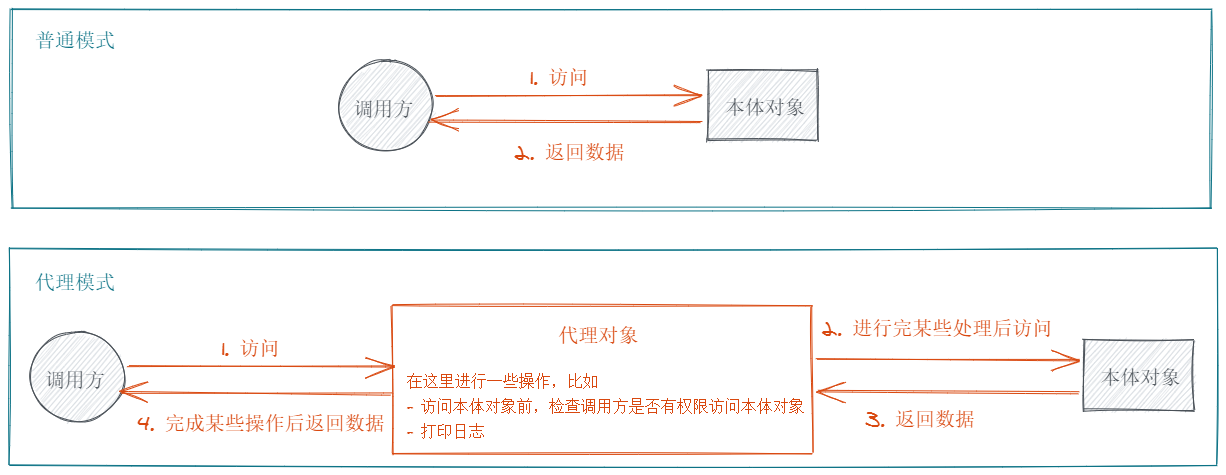 普通模式
1. 访问
调用方
本体对象
2. 返回数据
代理模式
代理对象
2. 进行完某些处理后访问
1. 访问
调用方
在这里进行一些操作，比如
- 访问本体对象前，检查调用方是否有权限访问本体对象
- 打印日志
本体对象
4. 完成某些操作后返回数据
3. 返回数据